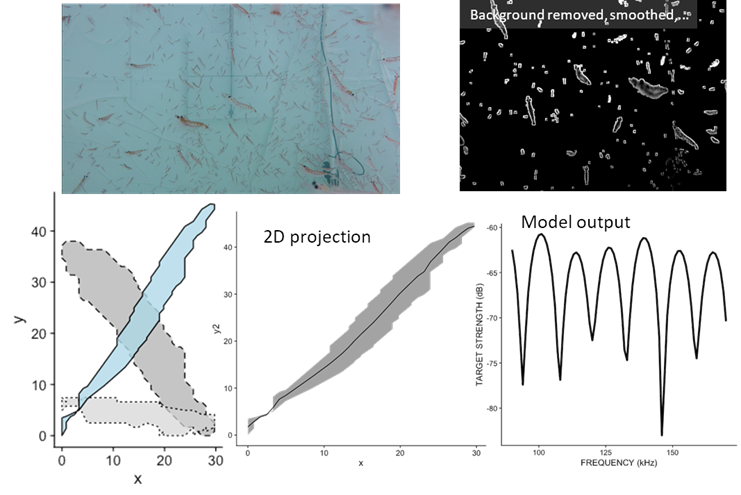 Background removed, smoothed,...
40
30
20
10
0
y
0 10 20 30
x
2D projection
40
30
20
10
0
y2
0 10 20 30
x
Model output
-60
-65
-70
-75
-80
TARGET STRENGTH (dB)
100 125 150
FREQUENCY (kHz)